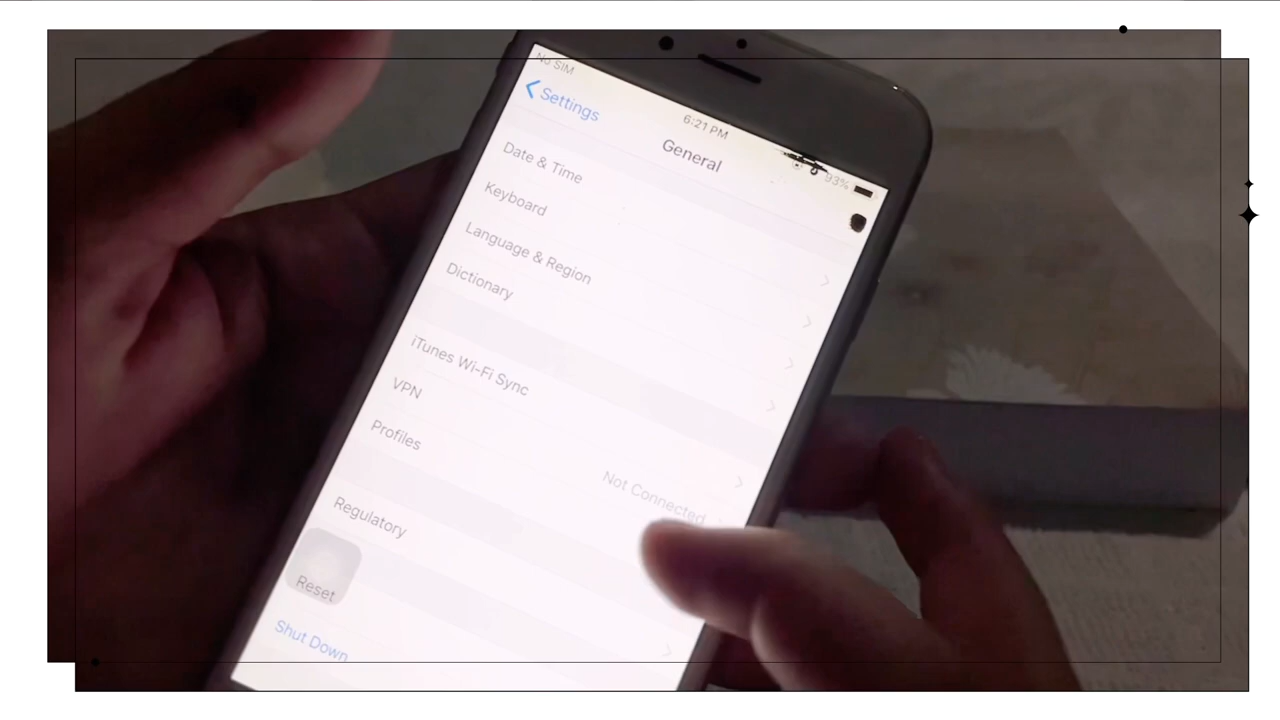 No SIM
6:21 PM
93%
Settings
General
Date & Time
Keyboard
Language & Region
Dictionary
iTunes Wi-Fi Sync
VPN
Not Connected
Profiles
Regulatory
Reset
Shut Down